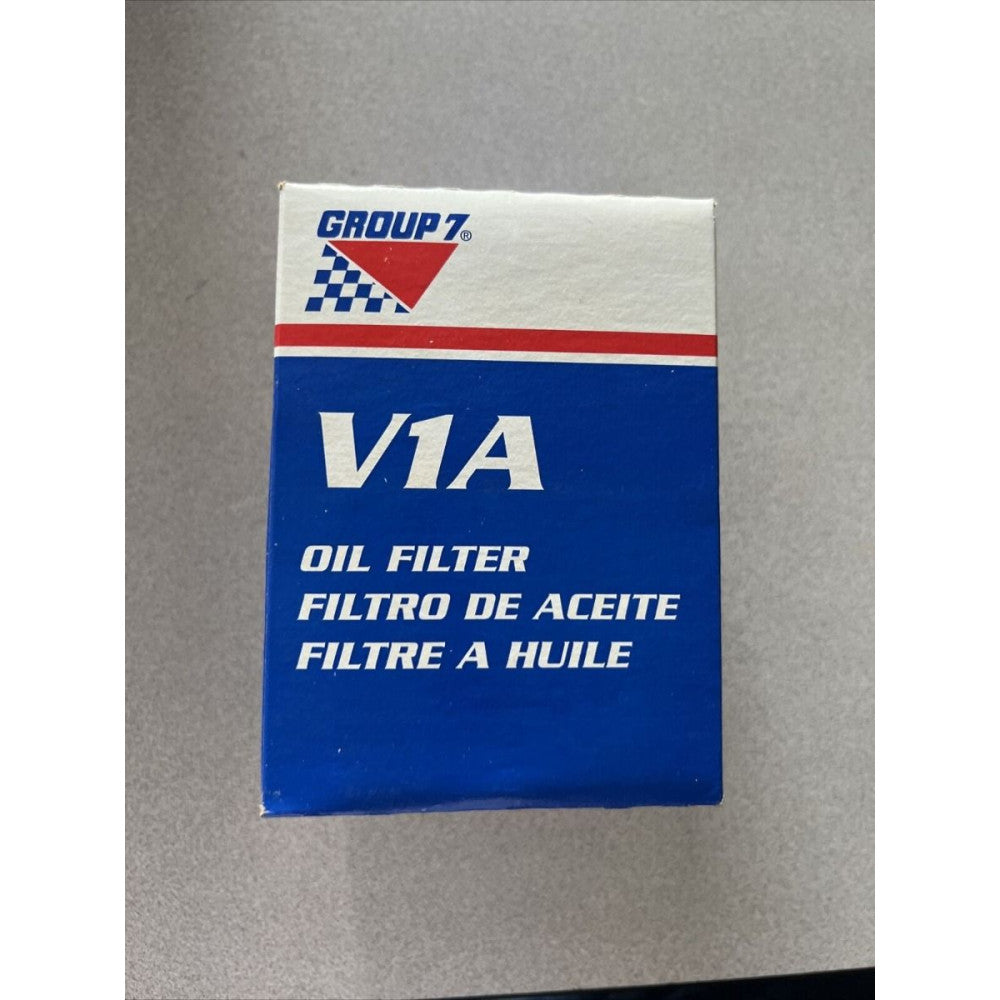 GROUP 7®
V1A
OIL FILTER
FILTRO DE ACEITE
FILTRE A HUILE